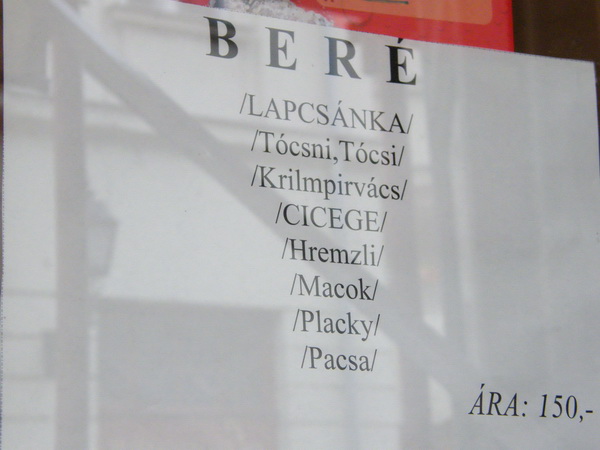 BERÉ
/LAPCSÁNKA/
/Tócsni,Tócsi/
/Krilmpirvács/
/CICEGE/
/Hremzli/
/Macok/
/Placky/
/Pacsa/
ÁRA: 150,-